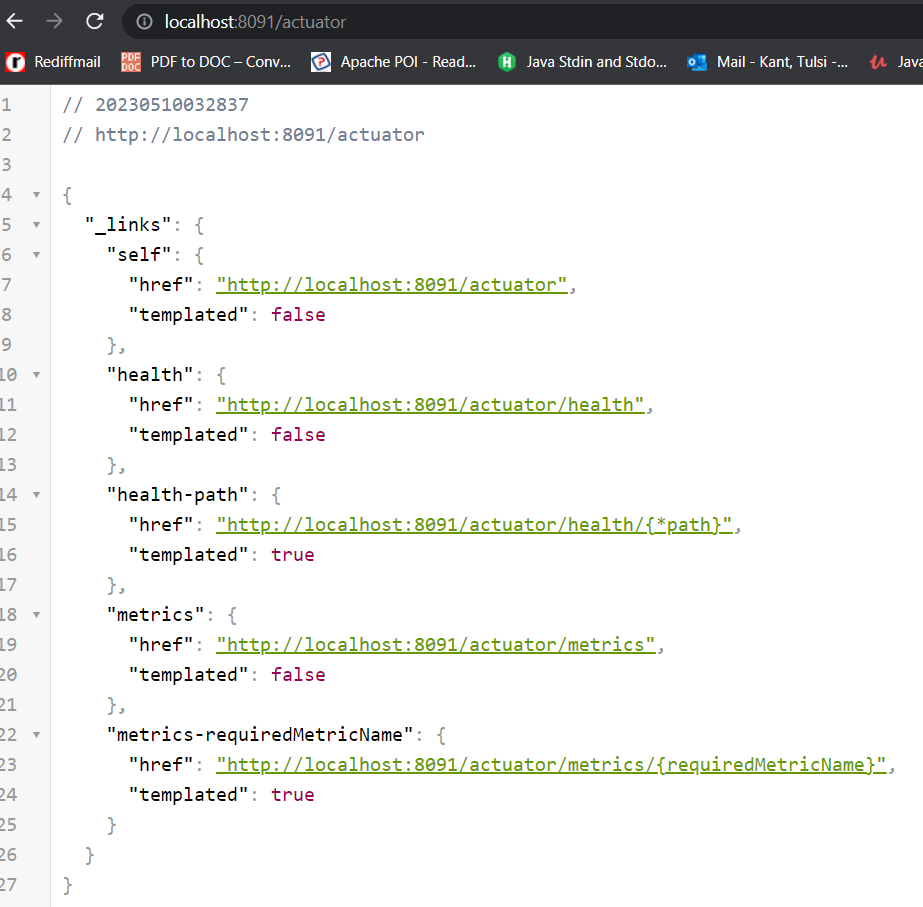 localhost:8091/actuator
Rediffmail PDF to DOC – Conv... Apache POI - Read... Java Stdin and Stdo... Mail - Kant, Tulsi -... Java
1 // 20230510032837
2 // http://localhost:8091/actuator
3
4 {
5 "_links": {
6 "self": {
7 "href": "http://localhost:8091/actuator",
8 "templated": false
9 },
10 "health": {
11 "href": "http://localhost:8091/actuator/health",
12 "templated": false
13 },
14 "health-path": {
15 "href": "http://localhost:8091/actuator/health/{*path}",
16 "templated": true
17 },
18 "metrics": {
19 "href": "http://localhost:8091/actuator/metrics",
20 "templated": false
21 },
22 "metrics-requiredMetricName": {
23 "href": "http://localhost:8091/actuator/metrics/{requiredMetricName}",
24 "templated": true
25 }
26 }
27 }